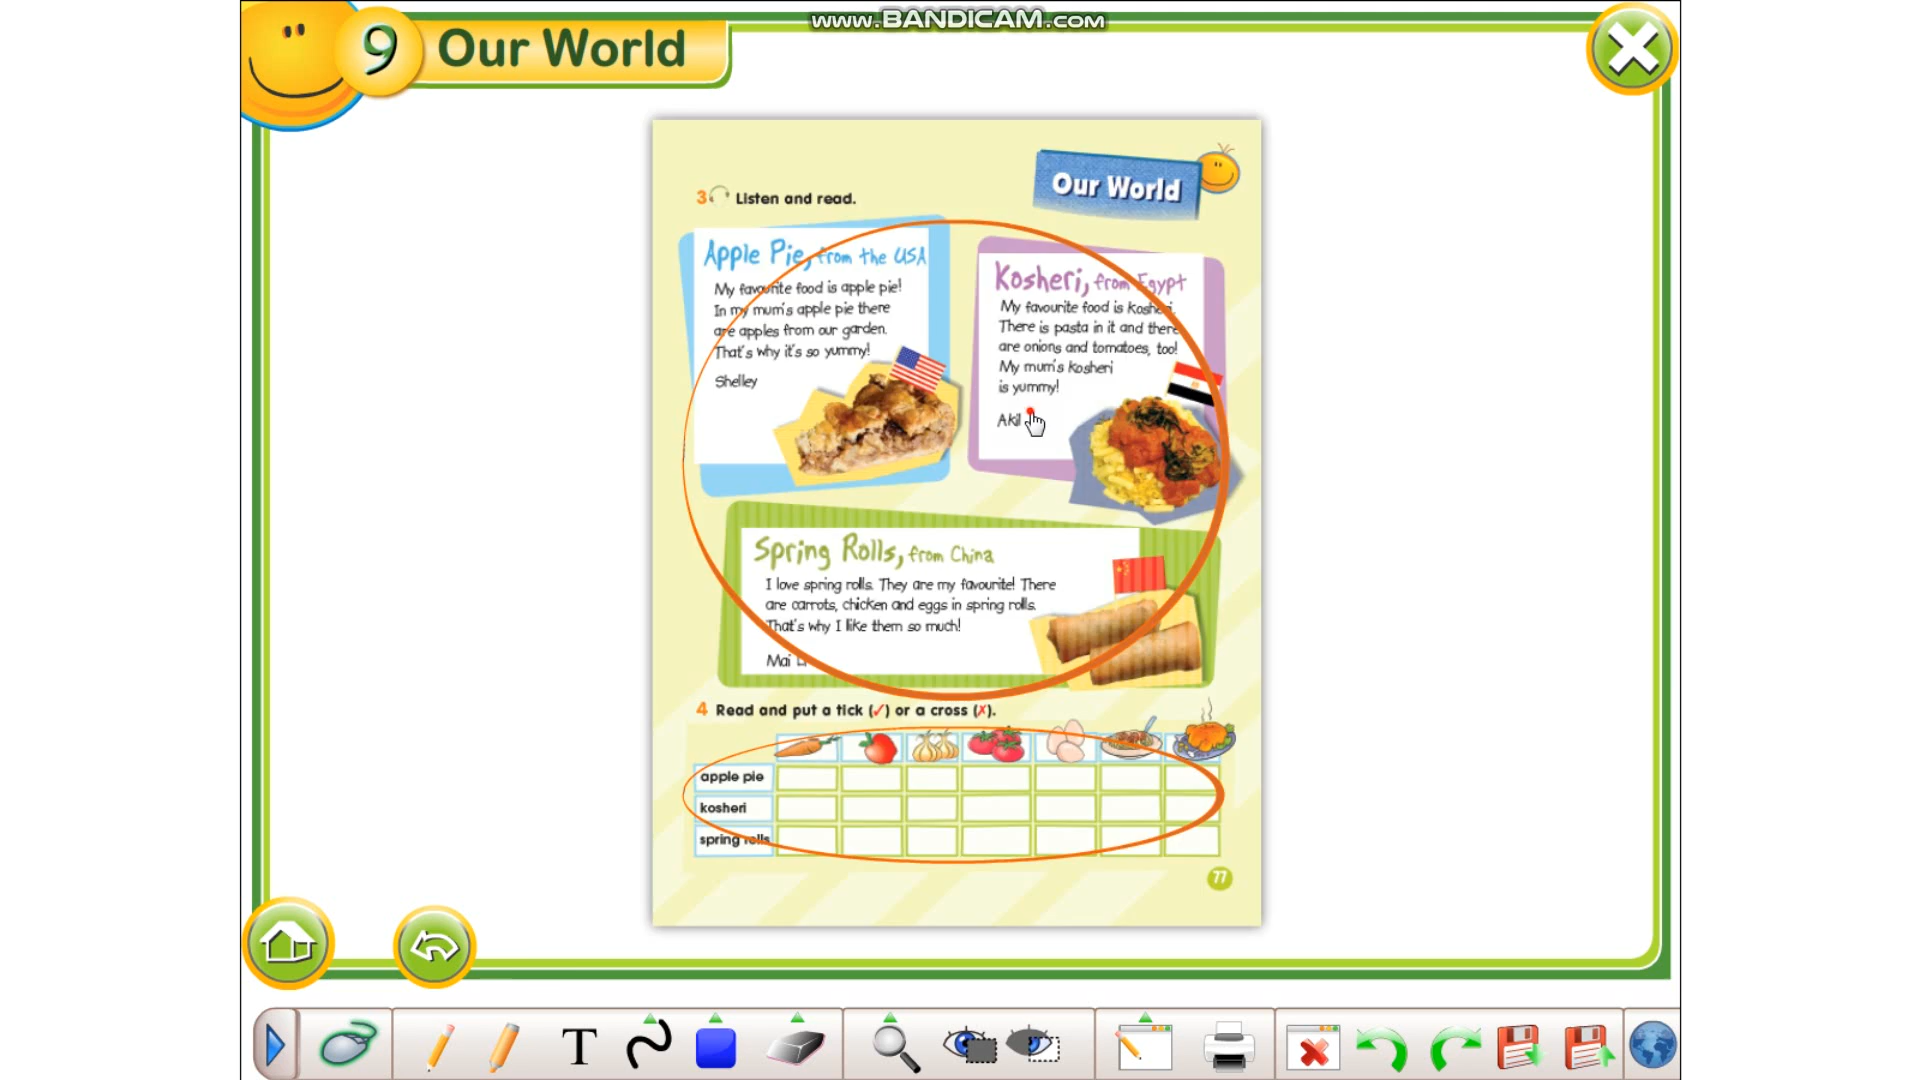 www.BANDICAM.com
9 Our World
Our World
3 Listen and read.
Apple Pie, from the USA
My favourite food is apple pie!
In my mum's apple pie there
are apples from our garden.
That's why it's so yummy!
Shelley
Kosheri, from Egypt
My favourite food is kosheri.
There is pasta in it and there
are onions and tomatoes, too!
My mum's kosheri
is yummy!
Akil
Spring Rolls, from China
I love spring rolls. They are my favourite! There
are carrots, chicken and eggs in spring rolls.
That's why I like them so much!
Mai Li
4 Read and put a tick (✓) or a cross (✗).
apple pie
kosheri
spring rolls
77
T